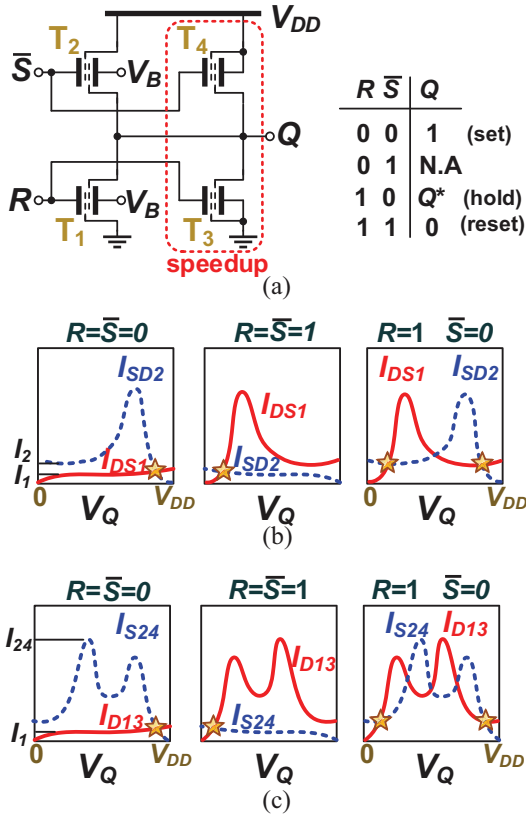 V_DD
T_2 T_4
S̅ V_B
Q
R V_B
T_1 T_3
speedup
R S̅ Q
0 0 1 (set)
0 1 N.A
1 0 Q* (hold)
1 1 0 (reset)
(a)
R=S̅=0 R=S̅=1 R=1 S̅=0
I_SD2 I_DS1 I_2 I_1 0 V_DD
I_DS1 I_SD2
I_DS1 I_SD2 0 V_DD
V_Q V_Q V_Q
(b)
R=S̅=0 R=S̅=1 R=1 S̅=0
I_24 I_S24 I_D13 I_1 0 V_DD
I_D13 I_S24
I_S24 I_D13 0 V_DD
V_Q V_Q V_Q
(c)